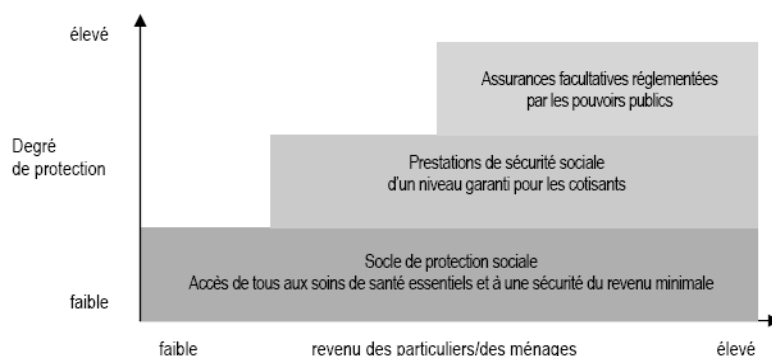 élevé
Assurances facultatives réglementées
par les pouvoirs publics
Degré
de protection
Prestations de sécurité sociale
d'un niveau garanti pour les cotisants
Socle de protection sociale
Accès de tous aux soins de santé essentiels et à une sécurité du revenu minimale
faible
faible
revenu des particuliers/des ménages
élevé